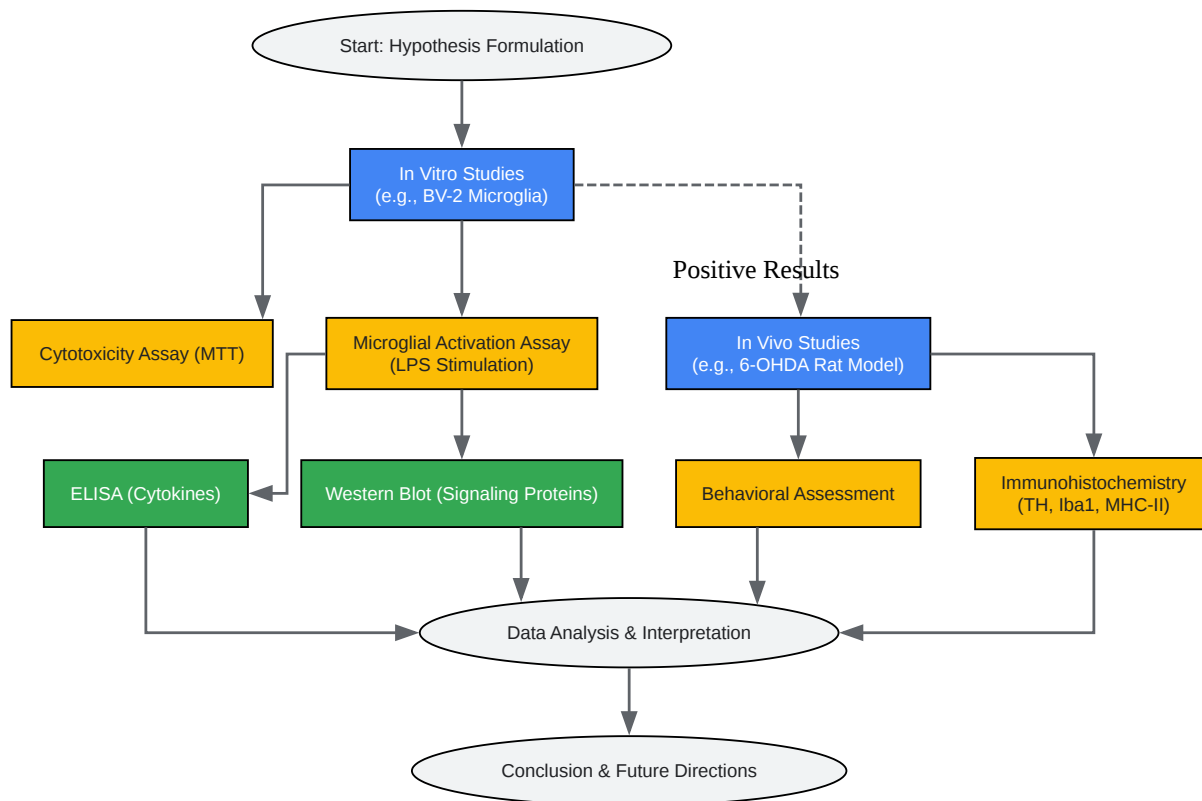 Start: Hypothesis Formulation
In Vitro Studies
(e.g., BV-2 Microglia)
Positive Results
Cytotoxicity Assay (MTT)
Microglial Activation Assay
(LPS Stimulation)
In Vivo Studies
(e.g., 6-OHDA Rat Model)
ELISA (Cytokines)
Western Blot (Signaling Proteins)
Behavioral Assessment
Immunohistochemistry
(TH, Iba1, MHC-II)
Data Analysis & Interpretation
Conclusion & Future Directions